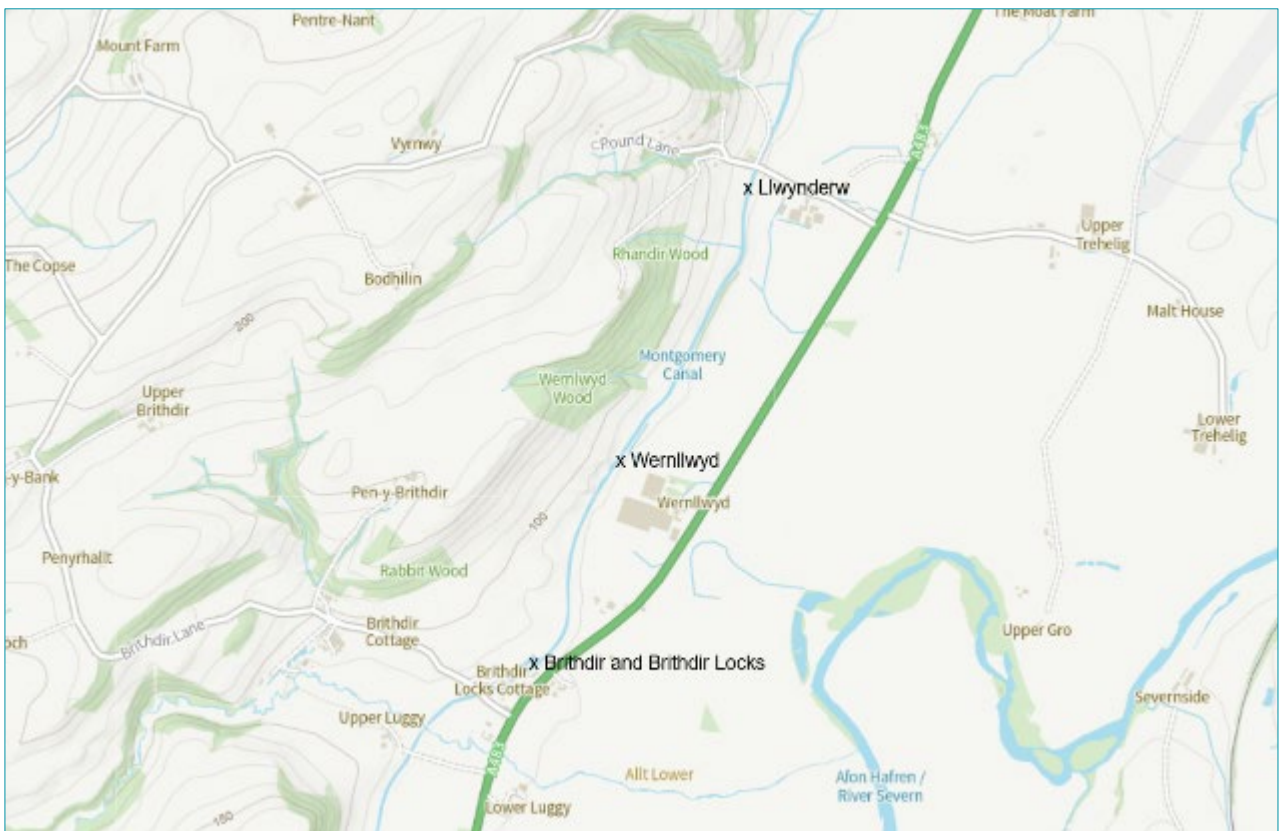 Pentre-Nant
The Moat Farm
Mount Farm
Vyrnwy
Pound Lane
A483
x Llwynderw
Upper
Trehelig
Rhandir Wood
The Copse
Bodhilin
Malt House
200
Montgomery
Canal
Wernlwyd
Wood
Upper
Brithdir
Lower
Trehelig
x Wernllwyd
-y-Bank
Pen-y-Brithdir
Wernllwyd
100
Penyrhallt
Rabbit Wood
Brithdir Lane
och
Brithdir
Cottage
Upper Gro
x Brithdir and Brithdir Locks
Brithdir
Locks Cottage
Severnside
Upper Luggy
A483
Allt Lower
Afon Hafren /
River Severn
Lower Luggy
150